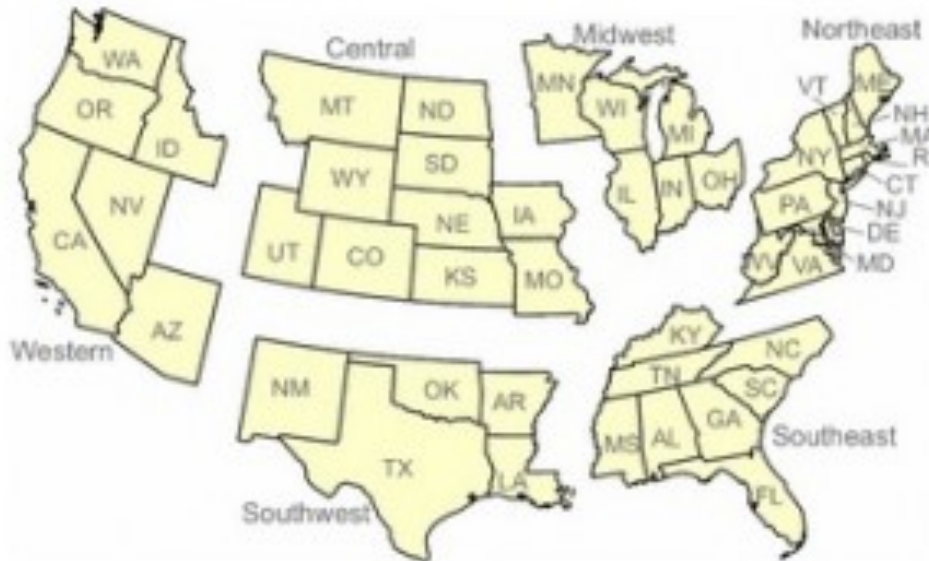 Western
WA
OR
ID
NV
CA
AZ
Central
MT
ND
SD
WY
NE
IA
UT
CO
KS
MO
Midwest
MN
WI
MI
IL
IN
OH
Northeast
ME
VT
NH
MA
NY
R
CT
PA
NJ
DE
MD
WV
VA
Southwest
NM
OK
AR
TX
LA
Southeast
KY
NC
TN
SC
MS
AL
GA
FL